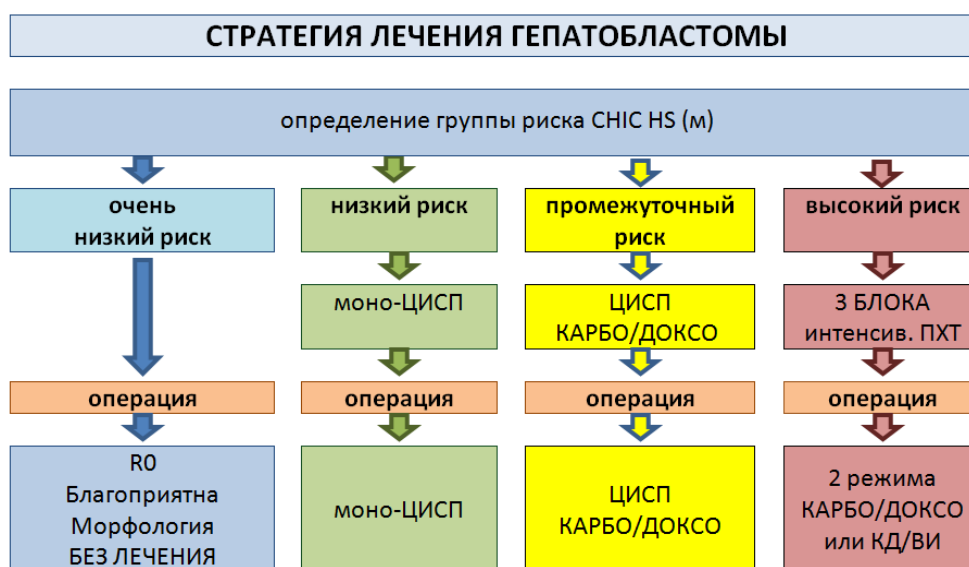 СТРАТЕГИЯ ЛЕЧЕНИЯ ГЕПАТОБЛАСТОМЫ
определение группы риска CHIC HS (м)
очень
низкий риск
низкий риск
промежуточный
риск
высокий риск
моно-ЦИСП
ЦИСП
КАРБО/ДОКСО
3 БЛОКА
интенсив. ПХТ
операция
операция
операция
операция
R0
Благоприятна
Морфология
БЕЗ ЛЕЧЕНИЯ
моно-ЦИСП
ЦИСП
КАРБО/ДОКСО
2 режима
КАРБО/ДОКСО
или КД/ВИ